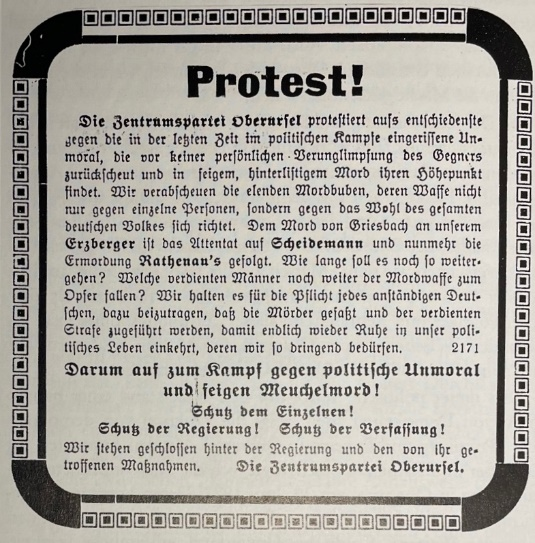 Protest!
Die Zentrumspartei Oberursel protestiert aufs entschiedenste
gegen die in der letzten Zeit im politischen Kampfe eingerissene Un-
moral, die vor keiner persönlichen Verunglimpfung des Gegners
zurückscheut und in feigem, hinterlistigem Mord ihren Höhepunkt
findet. Wir verabscheuen die elenden Mordbuben, deren Waffe nicht
nur gegen einzelne Personen, sondern gegen das Wohl des gesamten
deutschen Volkes sich richtet. Dem Mord von Griesbach an unserem
Erzberger ist das Attentat auf Scheidemann und nunmehr die
Ermordung Rathenau's gefolgt. Wie lange soll es noch so weiter-
gehen? Welche verdienten Männer noch weiter der Mordwaffe zum
Opfer fallen? Wir halten es für die Pflicht jedes anständigen Deut-
schen, dazu beizutragen, daß die Mörder gefaßt und der verdienten
Strafe zugeführt werden, damit endlich wieder Ruhe in unser poli-
tisches Leben einkehrt, deren wir so dringend bedürfen. 2171
Darum auf zum Kampf gegen politische Unmoral
und feigen Meuchelmord!
Schutz dem Einzelnen!
Schutz der Regierung! Schutz der Verfassung!
Wir stehen geschlossen hinter der Regierung und den von ihr ge-
troffenen Maßnahmen. Die Zentrumspartei Oberursel.